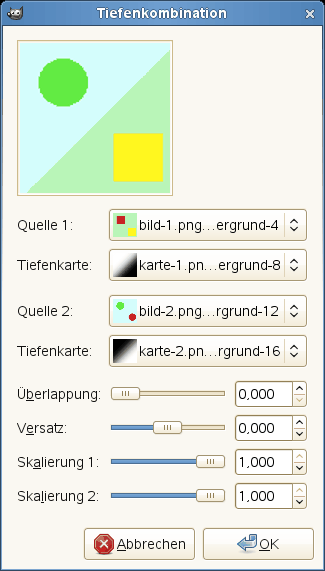 Tiefenkombination
Quelle 1: bild-1.png...ergrund-4
Tiefenkarte: karte-1.pn...ergrund-8
Quelle 2: bild-2.png...rgrund-12
Tiefenkarte: karte-2.pn...rgrund-16
Überlappung: 0,000
Versatz: 0,000
Skalierung 1: 1,000
Skalierung 2: 1,000
Abbrechen OK